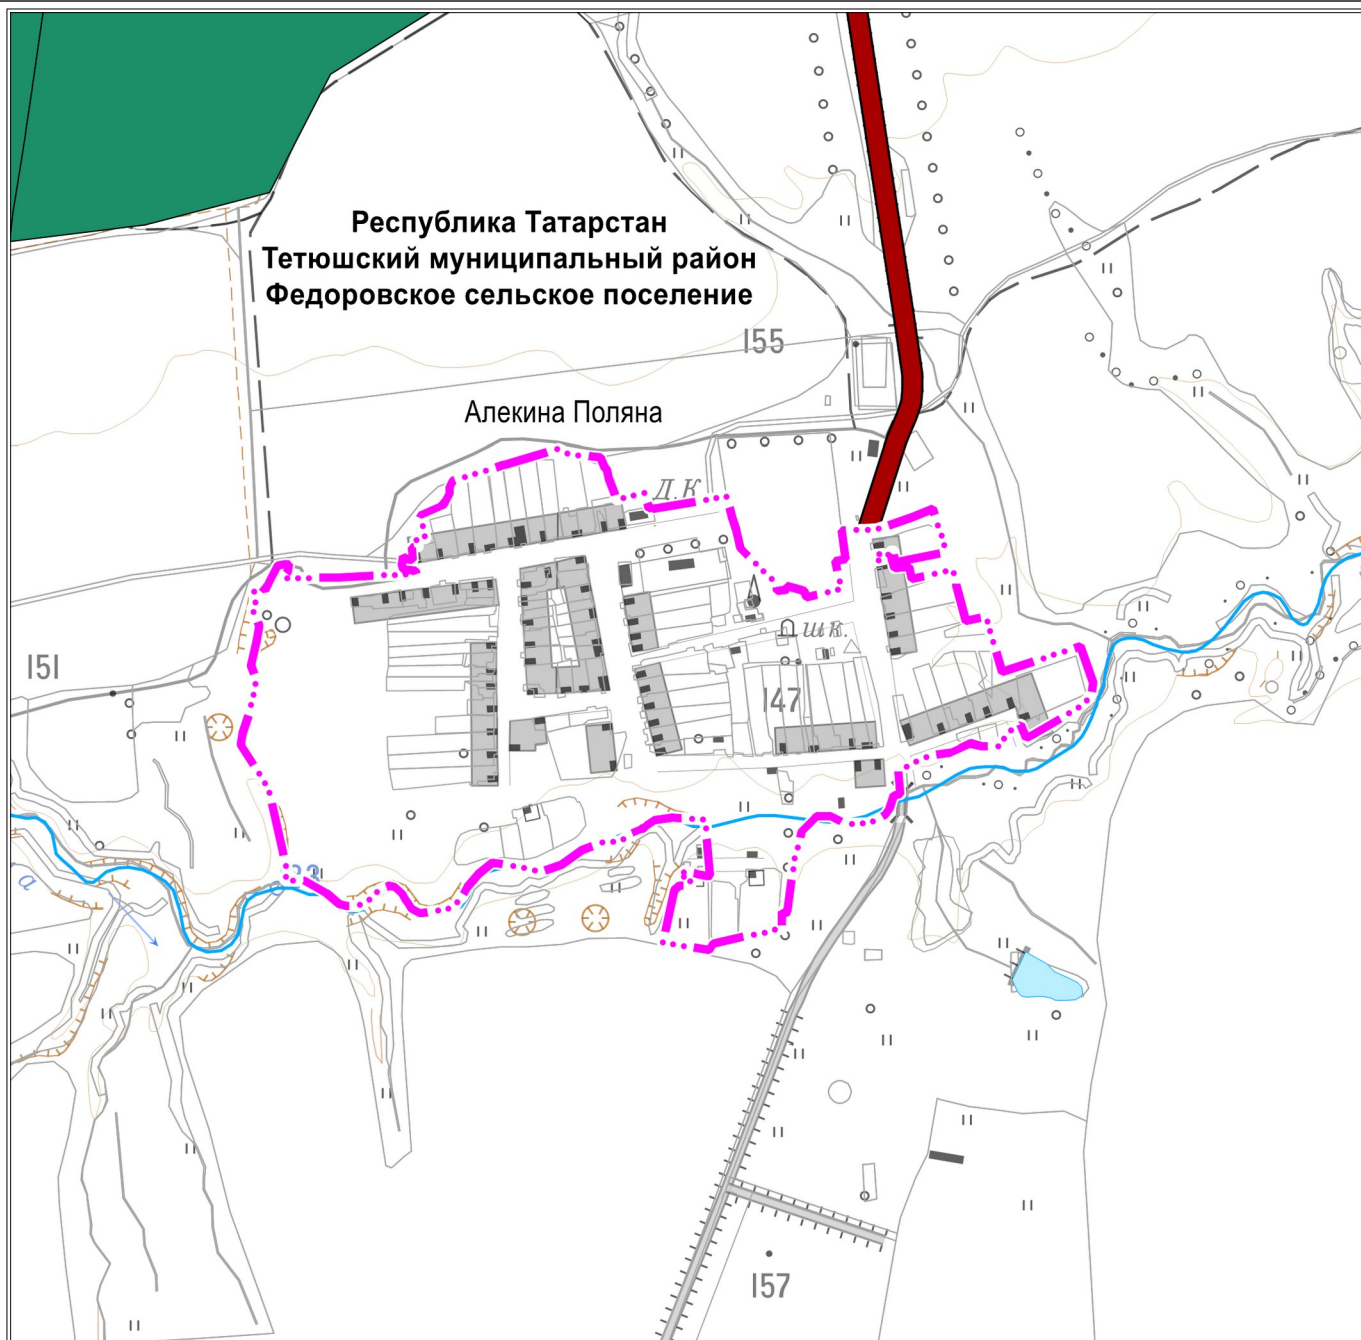 Республика Татарстан
Тетюшский муниципальный район
Федоровское сельское поселение
155
Алекина Поляна
Д.К
шк.
151
147
а
157